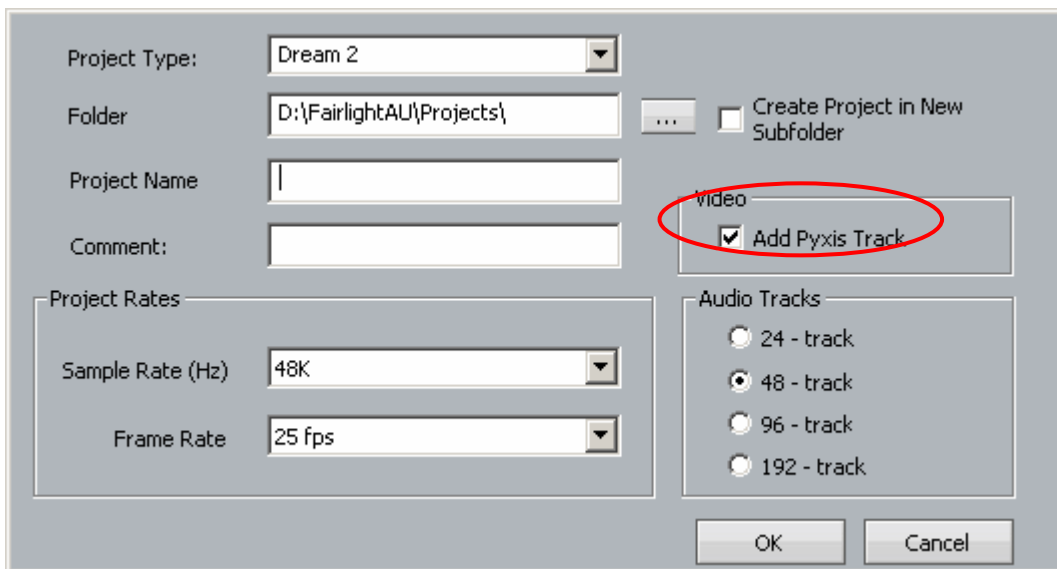 Project Type:
Dream 2
Folder
D:\FairlightAU\Projects\
...
Create Project in New
Subfolder
Project Name
Comment:
Video
Add Pyxis Track
Project Rates
Sample Rate (Hz)
48K
Frame Rate
25 fps
Audio Tracks
24 - track
48 - track
96 - track
192 - track
OK
Cancel